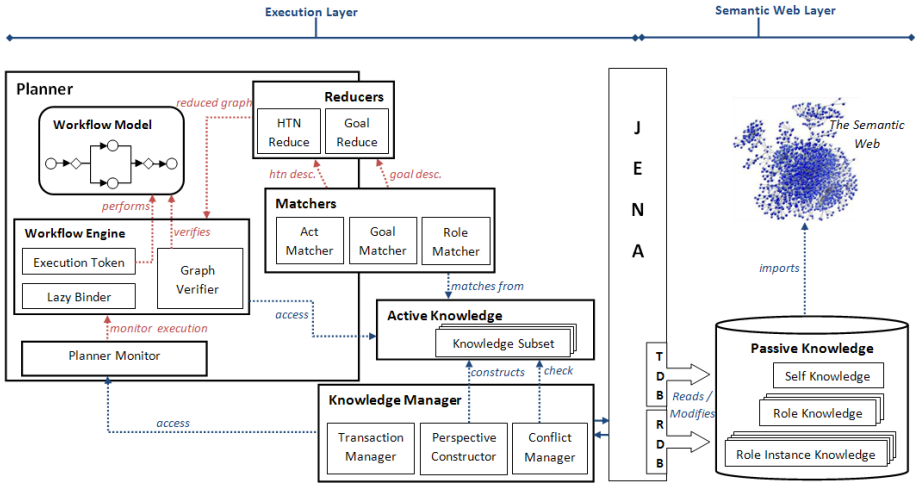 Execution Layer
Semantic Web Layer
Planner
reduced graph
Reducers
HTN
Reduce
Goal
Reduce
Workflow Model
htn desc.
goal desc.
performs
verifies
Matchers
Act
Matcher
Goal
Matcher
Role
Matcher
Workflow Engine
Execution Token
Lazy Binder
Graph
Verifier
matches from
access
monitor execution
Planner Monitor
Active Knowledge
Knowledge Subset
constructs
check
access
Knowledge Manager
Transaction
Manager
Perspective
Constructor
Conflict
Manager
J
E
N
A
T
D
B
R
D
B
Reads /
Modifies
The Semantic
Web
imports
Passive Knowledge
Self Knowledge
Role Knowledge
Role Instance Knowledge